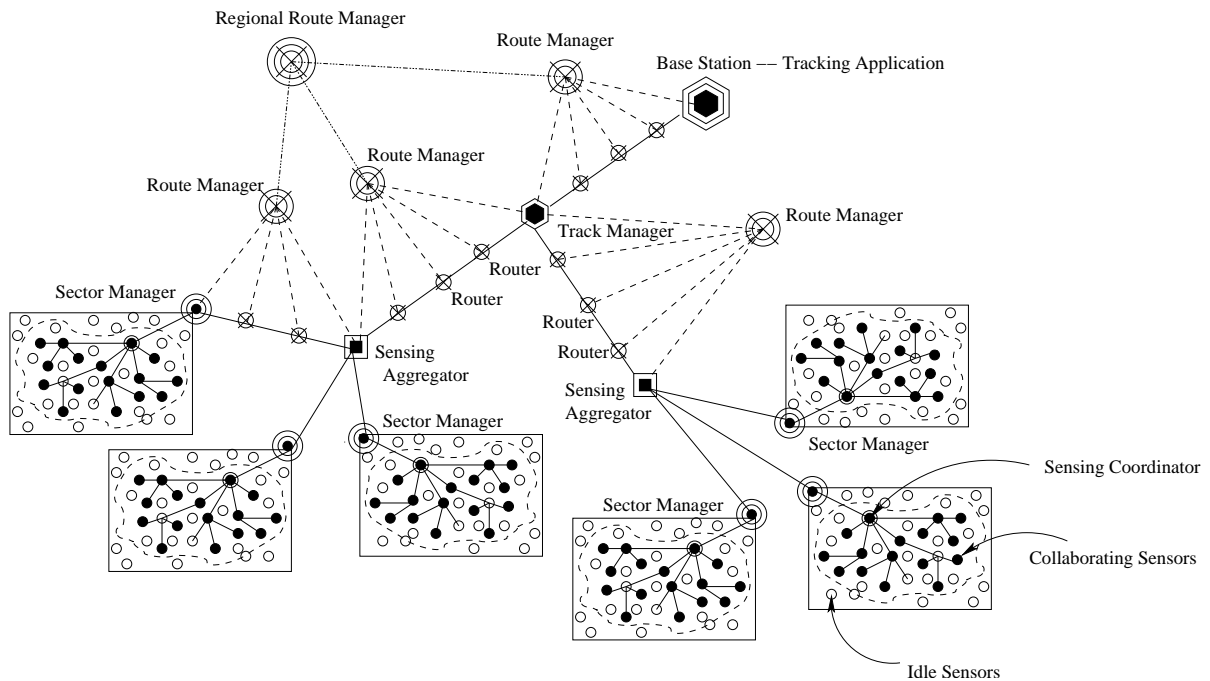 Regional Route Manager
Route Manager
Base Station −− Tracking Application
Route Manager
Route Manager
Route Manager
Track Manager
Router
Router
Sector Manager
Router
Router
Sensing
Aggregator
Sensing
Aggregator
Sector Manager
Sector Manager
Sensing Coordinator
Sector Manager
Collaborating Sensors
Idle Sensors